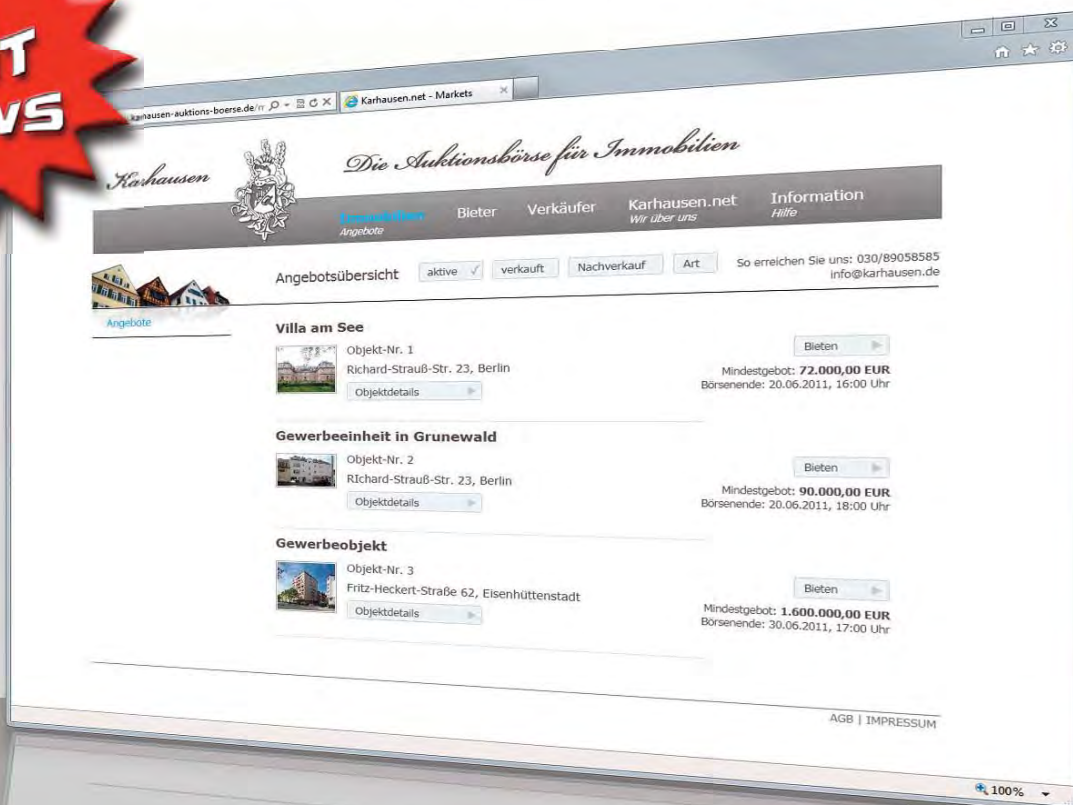 karhausen-auktions-boerse.de/m
Karhausen.net - Markets
Karhausen
Die Auktionsbörse für Immobilien
Immobilien
Angebote
Bieter
Verkäufer
Karhausen.net
Wir über uns
Information
Hilfe
Angebotsübersicht
aktive
verkauft
Nachverkauf
Art
So erreichen Sie uns: 030/89058585
info@karhausen.de
Angebote
Villa am See
Objekt-Nr. 1
Richard-Strauß-Str. 23, Berlin
Objektdetails
Bieten
Mindestgebot: 72.000,00 EUR
Börsenende: 20.06.2011, 16:00 Uhr
Gewerbeeinheit in Grunewald
Objekt-Nr. 2
RIchard-Strauß-Str. 23, Berlin
Objektdetails
Bieten
Mindestgebot: 90.000,00 EUR
Börsenende: 20.06.2011, 18:00 Uhr
Gewerbeobjekt
Objekt-Nr. 3
Fritz-Heckert-Straße 62, Eisenhüttenstadt
Objektdetails
Bieten
Mindestgebot: 1.600.000,00 EUR
Börsenende: 30.06.2011, 17:00 Uhr
AGB | IMPRESSUM
100%